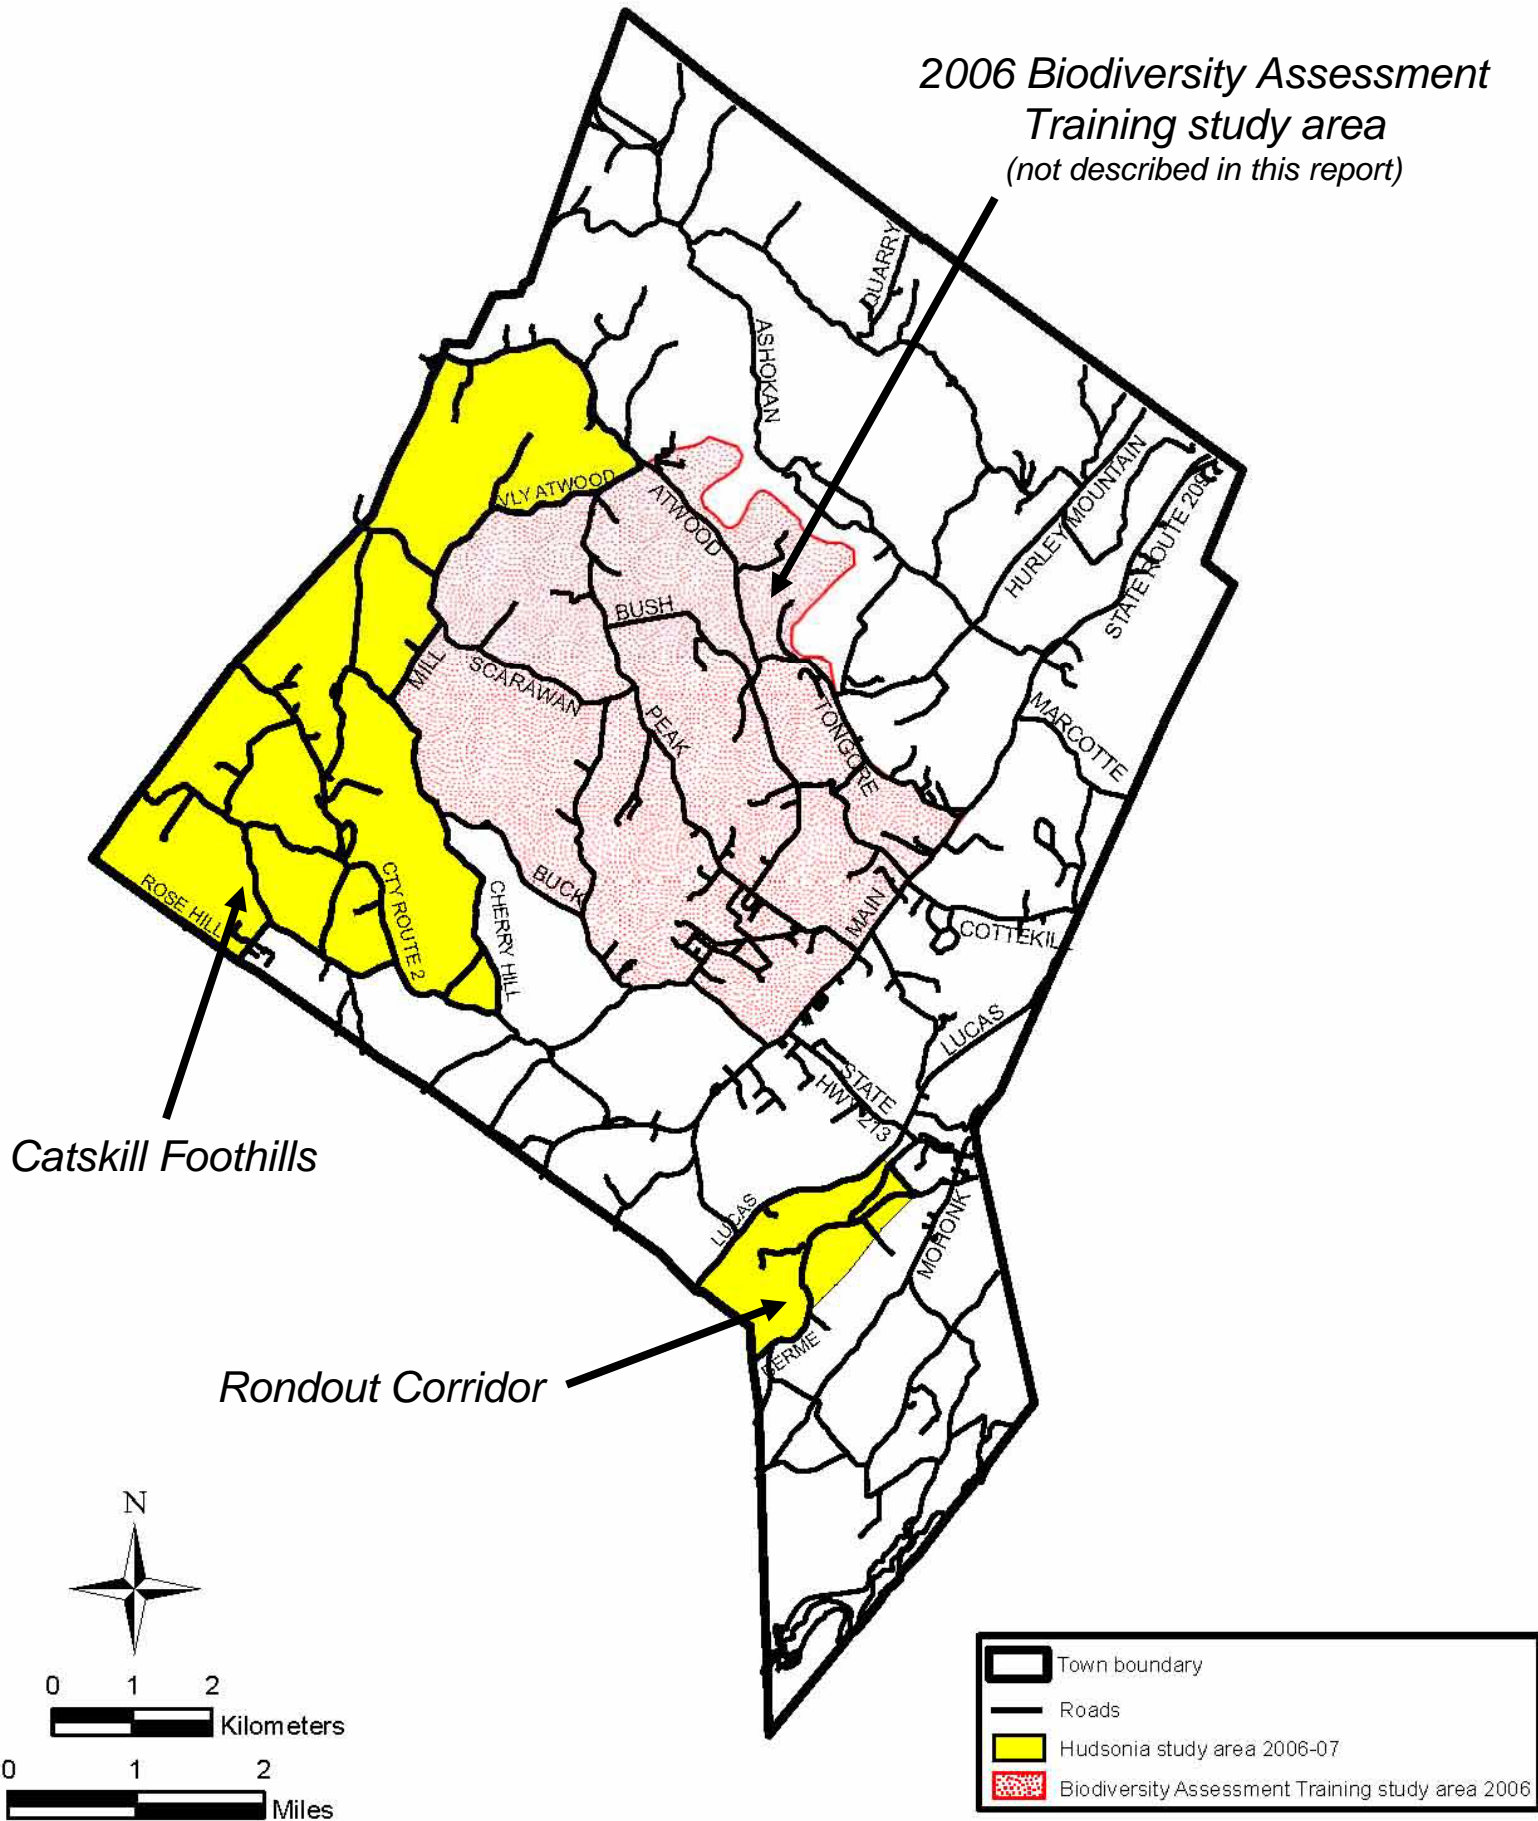 2006 Biodiversity Assessment
Training study area
(not described in this report)
QUARRY
ASHOKAN
HURLEY MOUNTAIN
STATE ROUTE 209
VLY ATWOOD
ATWOOD
BUSH
MILL
SCARAWAN
PEAK
TONGORE
MARCOTTE
BUCK
MAIN
COTTEKILL
ROSE HILL
CTY ROUTE 2
CHERRY HILL
LUCAS
STATE
HWY 213
Catskill Foothills
LUCAS
MOHONK
BERME
Rondout Corridor
N
0 1 2
Kilometers
0 1 2
Miles
Town boundary
Roads
Hudsonia study area 2006-07
Biodiversity Assessment Training study area 2006